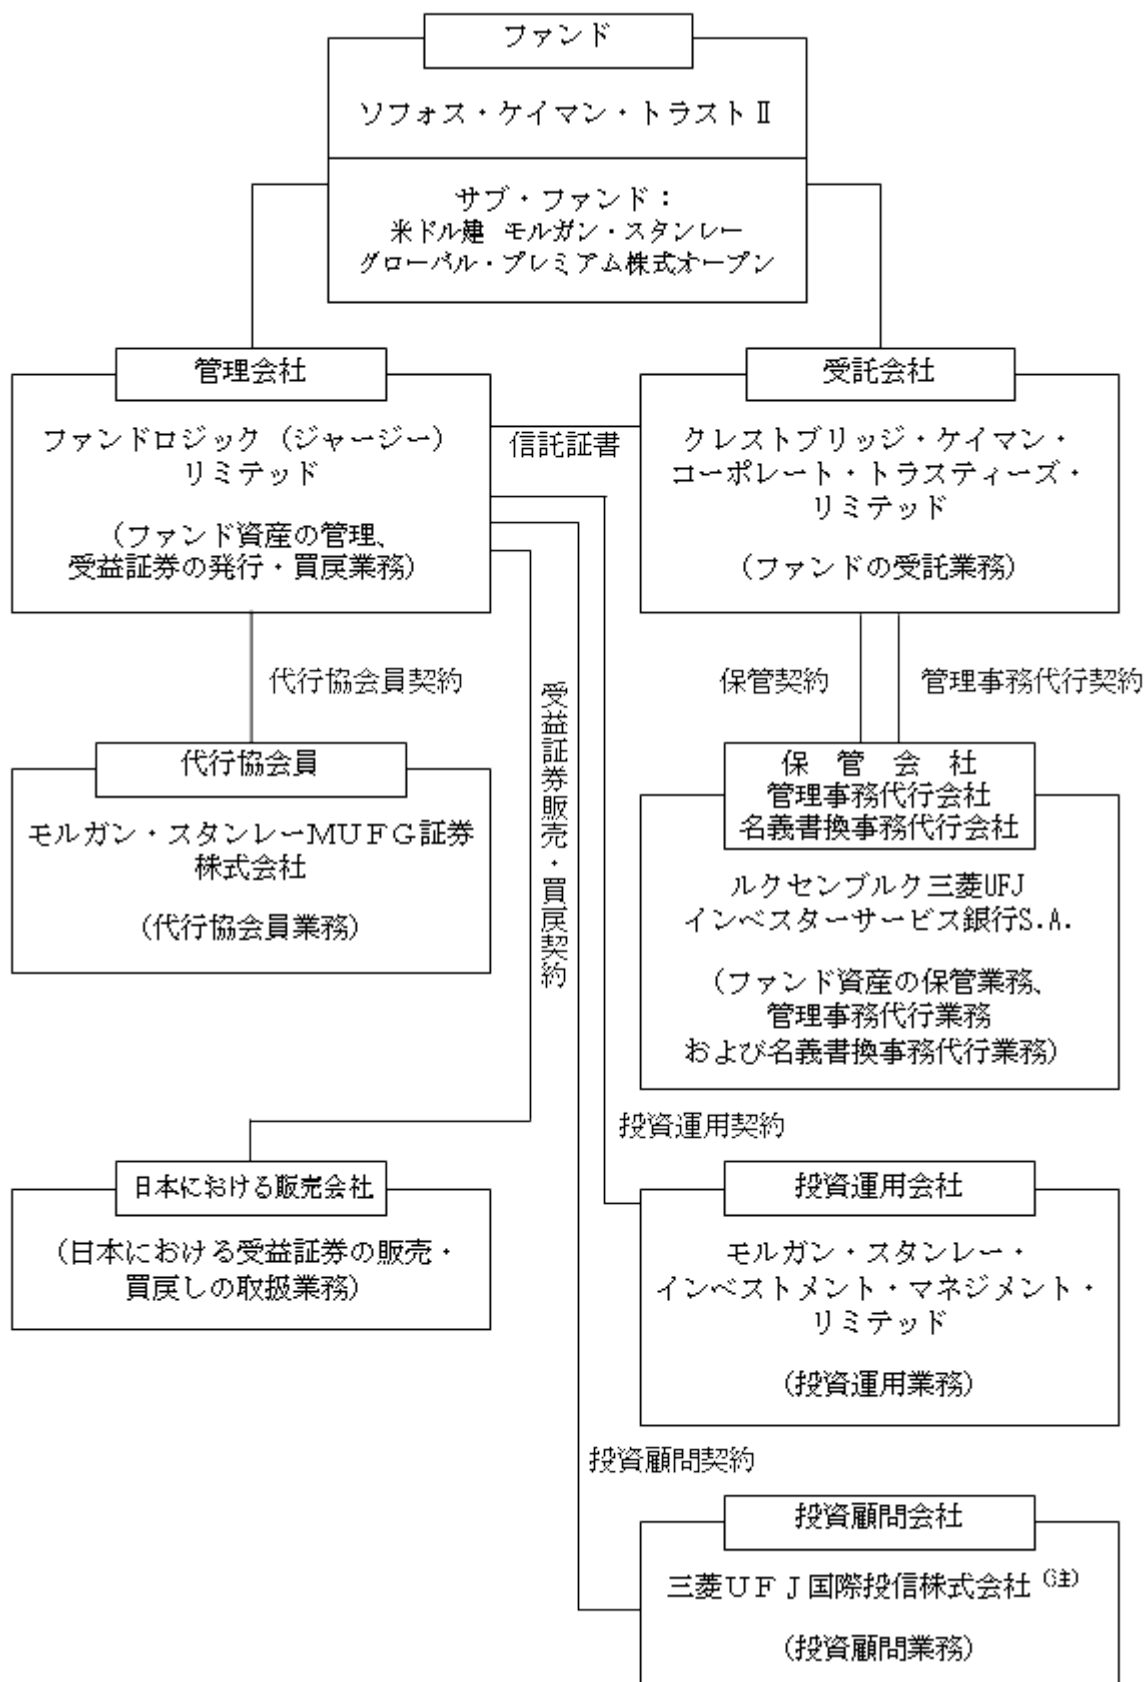 ファンド
ソフォス・ケイマン・トラストⅡ
サブ・ファンド：
米ドル建 モルガン・スタンレー
グローバル・プレミアム株式オープン
管理会社
ファンドロジック（ジャージー）
リミテッド
（ファンド資産の管理、
受益証券の発行・買戻業務）
信託証書
受託会社
クレストブリッジ・ケイマン・
コーポレート・トラスティーズ・
リミテッド
（ファンドの受託業務）
代行協会員契約
受益証券販売・買戻契約
保管契約
管理事務代行契約
代行協会員
モルガン・スタンレーＭＵＦＧ証券
株式会社
（代行協会員業務）
保管会社
管理事務代行会社
名義書換事務代行会社
ルクセンブルク三菱UFJ
インベスターサービス銀行S.A.
（ファンド資産の保管業務、
管理事務代行業務
および名義書換事務代行業務）
投資運用契約
日本における販売会社
（日本における受益証券の販売・
買戻しの取扱業務）
投資運用会社
モルガン・スタンレー・
インベストメント・マネジメント・
リミテッド
（投資運用業務）
投資顧問契約
投資顧問会社
三菱ＵＦＪ国際投信株式会社（注）
（投資顧問業務）